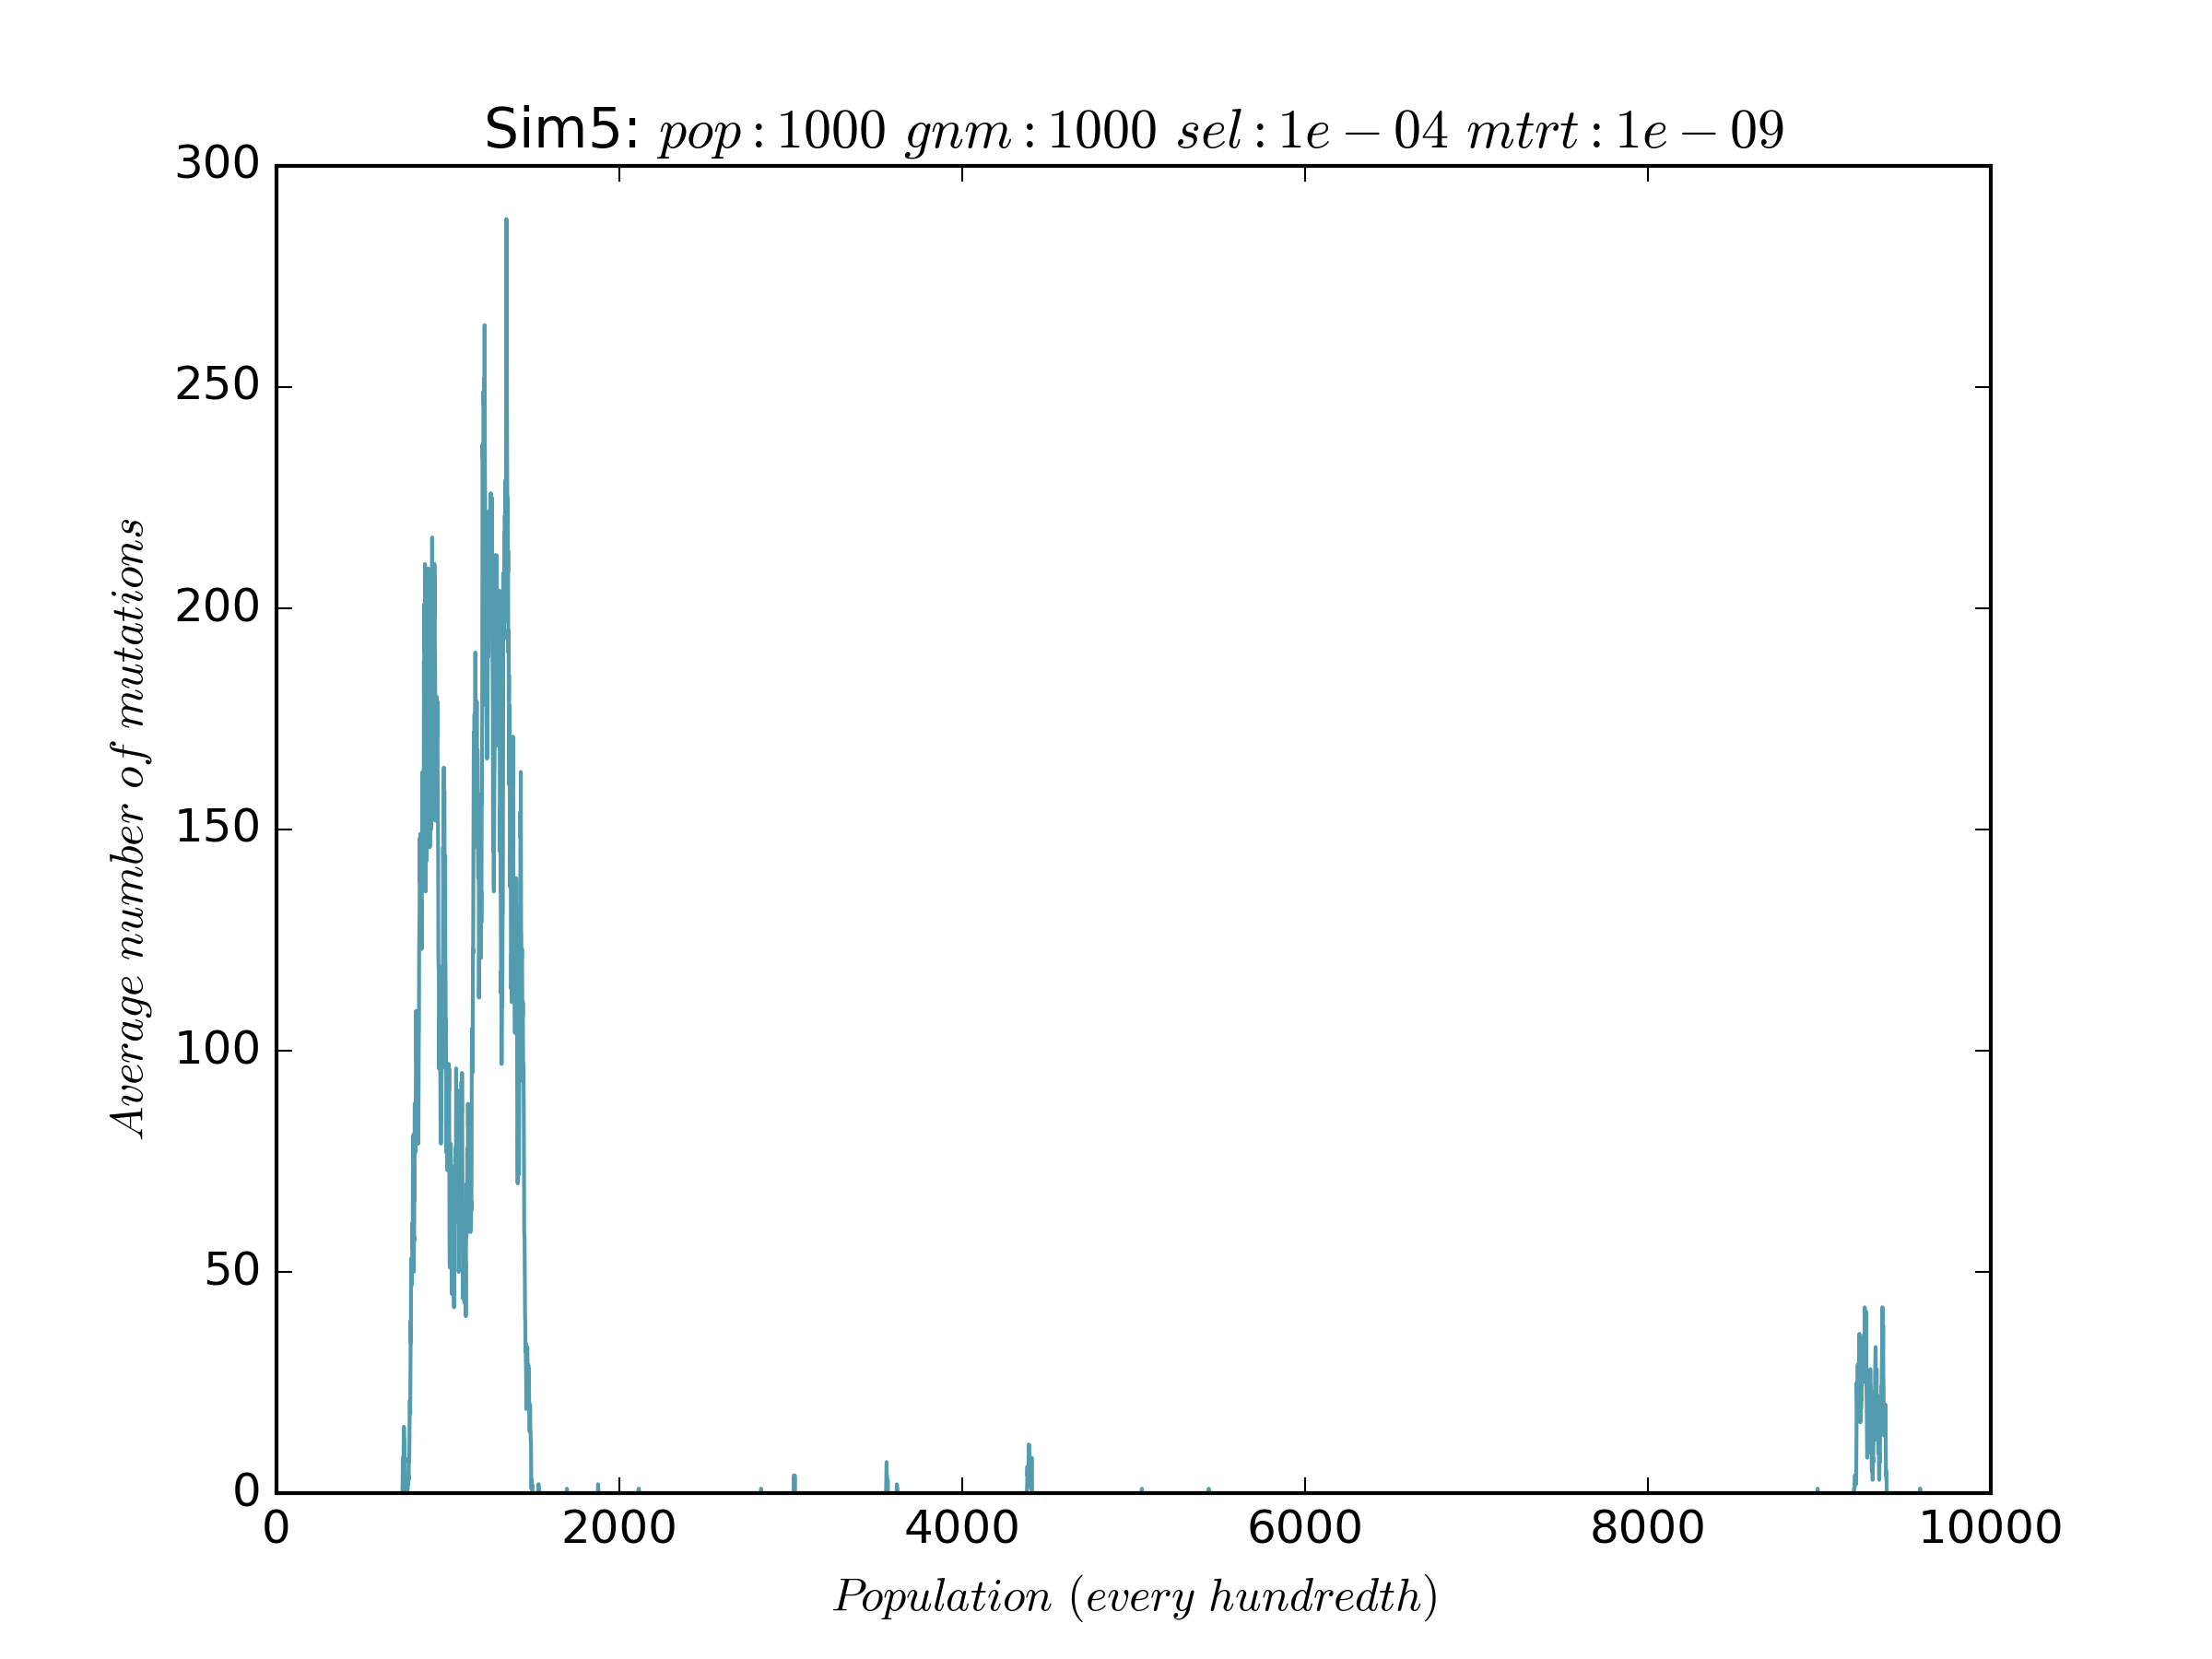 Sim5: pop : 1000 gnm : 1000 sel : 1e − 04 mtrt : 1e − 09
300
250
200
150
100
50
0
Average number of mutations
0 2000 4000 6000 8000 10000
Population (every hundredth)